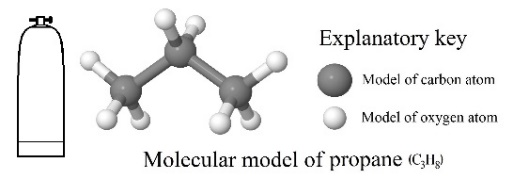 Explanatory key
Model of carbon atom
Model of oxygen atom
Molecular model of propane (C₃H₈)